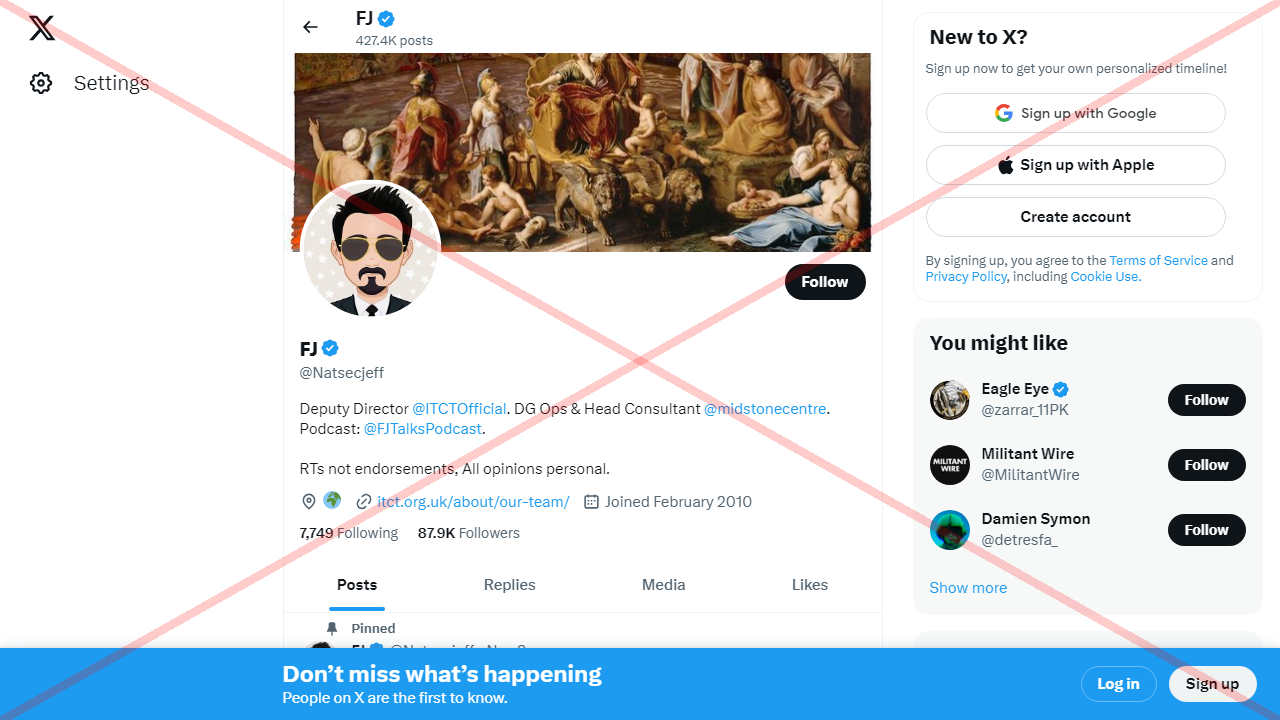 Settings
FJ
427.4K posts
Follow
FJ
@Natsecjeff
Deputy Director @ITCTOfficial. DG Ops & Head Consultant @midstonecentre.
Podcast: @FJTalksPodcast.
RTs not endorsements, All opinions personal.
itct.org.uk/about/our-team/ Joined February 2010
7,749 Following 87.9K Followers
Posts Replies Media Likes
Pinned
New to X?
Sign up now to get your own personalized timeline!
Sign up with Google
Sign up with Apple
Create account
By signing up, you agree to the Terms of Service and
Privacy Policy, including Cookie Use.
You might like
Eagle Eye
@zarrar_11PK
Follow
MILITANT
WIRE
Militant Wire
@MilitantWire
Follow
Damien Symon
@detresfa_
Follow
Show more
Don’t miss what’s happening
People on X are the first to know.
Log in
Sign up